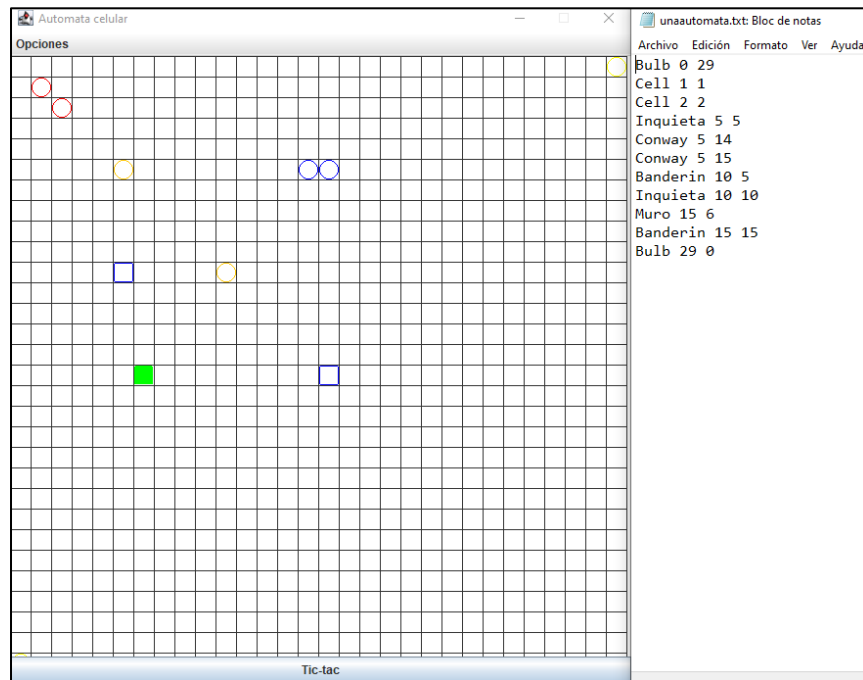 Automata celular
Opciones
Tic-tac
unaautomata.txt: Bloc de notas
Archivo Edición Formato Ver Ayuda
Bulb 0 29
Cell 1 1
Cell 2 2
Inquieta 5 5
Conway 5 14
Conway 5 15
Banderin 10 5
Inquieta 10 10
Muro 15 6
Banderin 15 15
Bulb 29 0